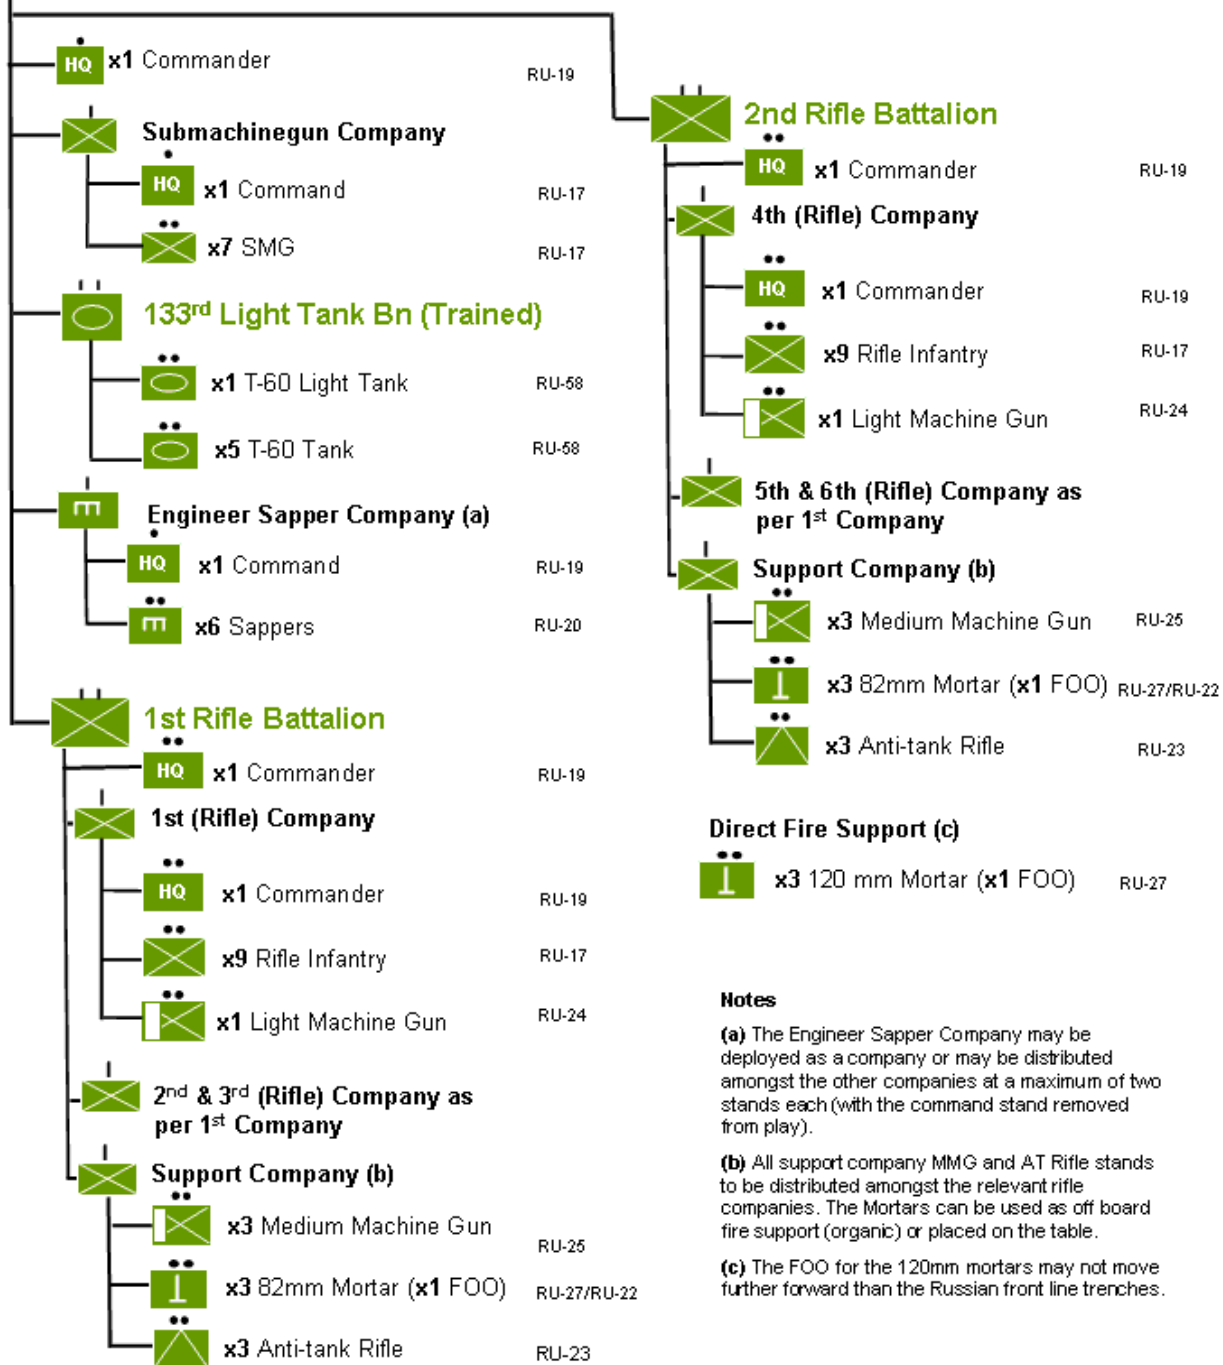 HQ x1 Commander RU-19
Submachinegun Company
HQ x1 Command RU-17
x7 SMG RU-17
133rd Light Tank Bn (Trained)
x1 T-60 Light Tank RU-58
x5 T-60 Tank RU-58
Engineer Sapper Company (a)
HQ x1 Command RU-19
x6 Sappers RU-20
1st Rifle Battalion
HQ x1 Commander RU-19
1st (Rifle) Company
HQ x1 Commander RU-19
x9 Rifle Infantry RU-17
x1 Light Machine Gun RU-24
2nd & 3rd (Rifle) Company as
per 1st Company
Support Company (b)
x3 Medium Machine Gun RU-25
x3 82mm Mortar (x1 FOO) RU-27/RU-22
x3 Anti-tank Rifle RU-23
2nd Rifle Battalion
HQ x1 Commander RU-19
4th (Rifle) Company
HQ x1 Commander RU-19
x9 Rifle Infantry RU-17
x1 Light Machine Gun RU-24
5th & 6th (Rifle) Company as
per 1st Company
Support Company (b)
x3 Medium Machine Gun RU-25
x3 82mm Mortar (x1 FOO) RU-27/RU-22
x3 Anti-tank Rifle RU-23
Direct Fire Support (c)
x3 120 mm Mortar (x1 FOO) RU-27
Notes
(a) The Engineer Sapper Company may be
deployed as a company or may be distributed
amongst the other companies at a maximum of two
stands each (with the command stand removed
from play).
(b) All support company MMG and AT Rifle stands
to be distributed amongst the relevant rifle
companies. The Mortars can be used as off board
fire support (organic) or placed on the table.
(c) The FOO for the 120mm mortars may not move
further forward than the Russian front line trenches.